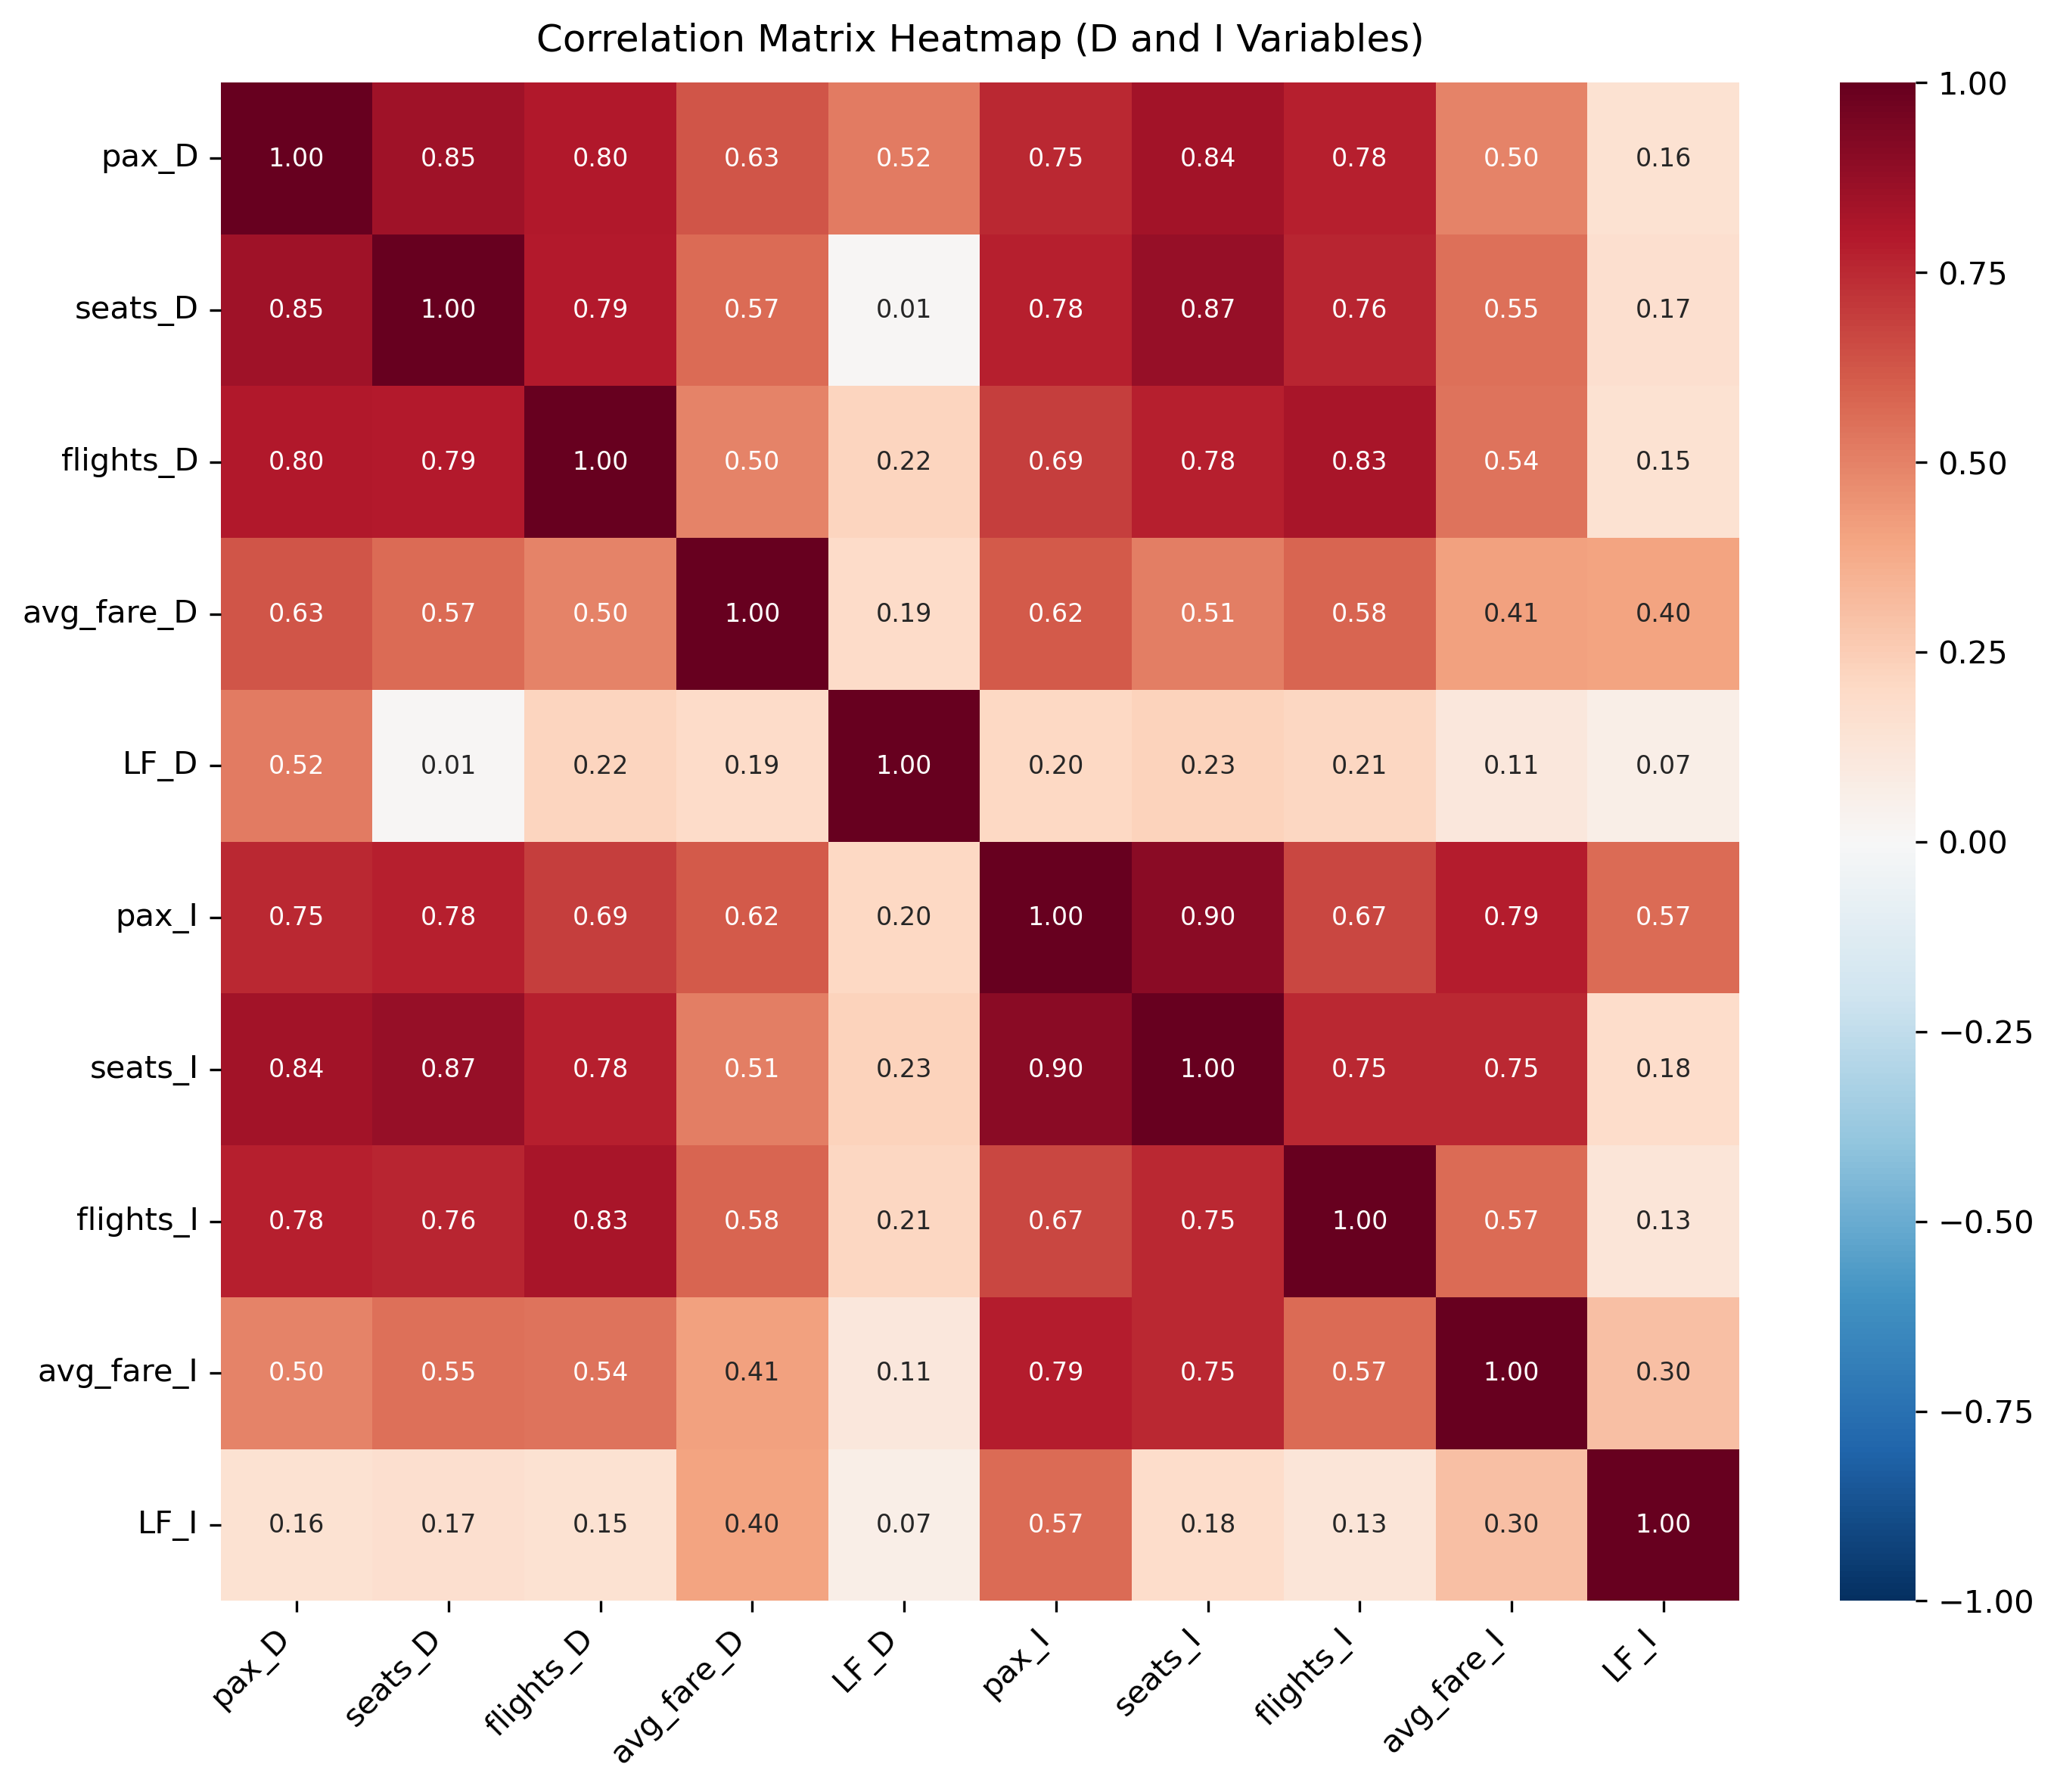 Correlation Matrix Heatmap (D and I Variables)
pax_D 1.00 0.85 0.80 0.63 0.52 0.75 0.84 0.78 0.50 0.16
seats_D 0.85 1.00 0.79 0.57 0.01 0.78 0.87 0.76 0.55 0.17
flights_D 0.80 0.79 1.00 0.50 0.22 0.69 0.78 0.83 0.54 0.15
avg_fare_D 0.63 0.57 0.50 1.00 0.19 0.62 0.51 0.58 0.41 0.40
LF_D 0.52 0.01 0.22 0.19 1.00 0.20 0.23 0.21 0.11 0.07
pax_I 0.75 0.78 0.69 0.62 0.20 1.00 0.90 0.67 0.79 0.57
seats_I 0.84 0.87 0.78 0.51 0.23 0.90 1.00 0.75 0.75 0.18
flights_I 0.78 0.76 0.83 0.58 0.21 0.67 0.75 1.00 0.57 0.13
avg_fare_I 0.50 0.55 0.54 0.41 0.11 0.79 0.75 0.57 1.00 0.30
LF_I 0.16 0.17 0.15 0.40 0.07 0.57 0.18 0.13 0.30 1.00
pax_D seats_D flights_D avg_fare_D LF_D pax_I seats_I flights_I avg_fare_I LF_I
1.00
0.75
0.50
0.25
0.00
−0.25
−0.50
−0.75
−1.00